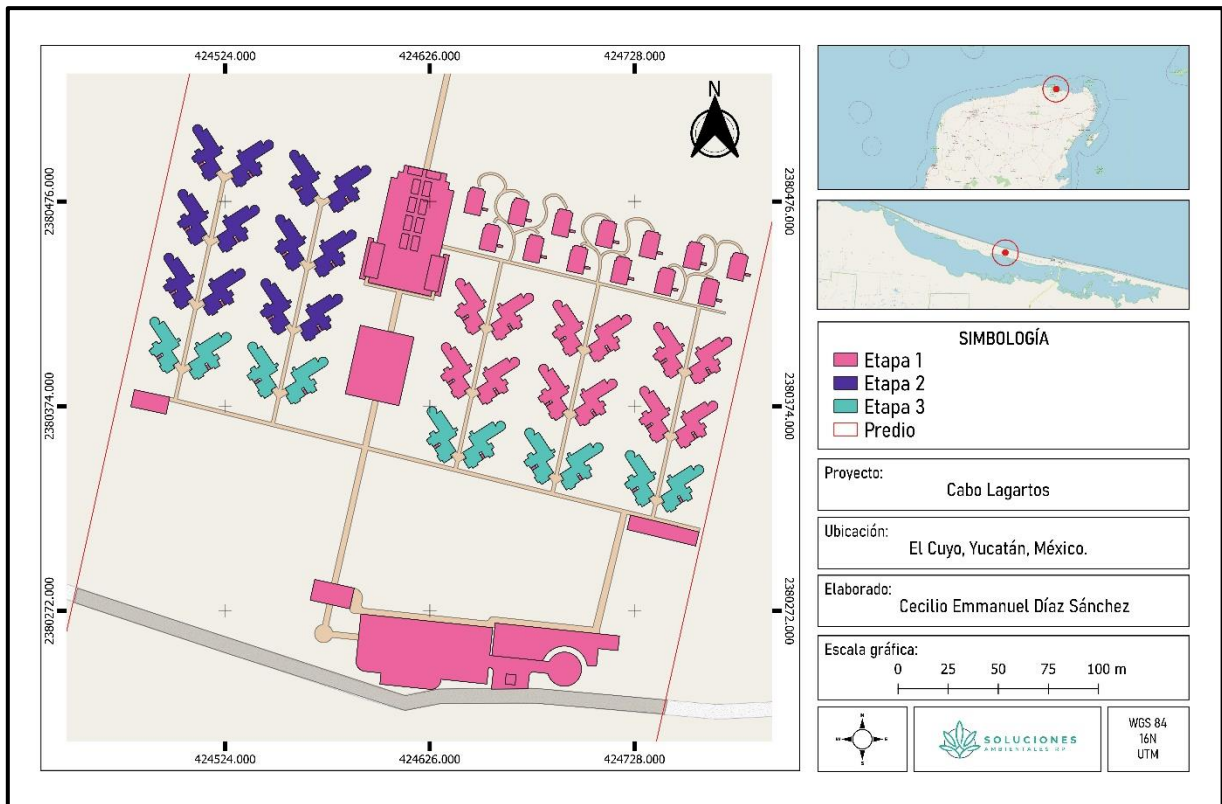 424524.000
424626.000
424728.000
N
2380476.000
2380476.000
2380374.000
2380374.000
2380272.000
2380272.000
424524.000
424626.000
424728.000
SIMBOLOGÍA
Etapa 1
Etapa 2
Etapa 3
Predio
Proyecto:
Cabo Lagartos
Ubicación:
El Cuyo, Yucatán, México.
Elaborado:
Cecilio Emmanuel Díaz Sánchez
Escala gráfica:
0 25 50 75 100 m
N
E
S
SOLUCIONES
AMBIENTALES BP
WGS 84
16N
UTM